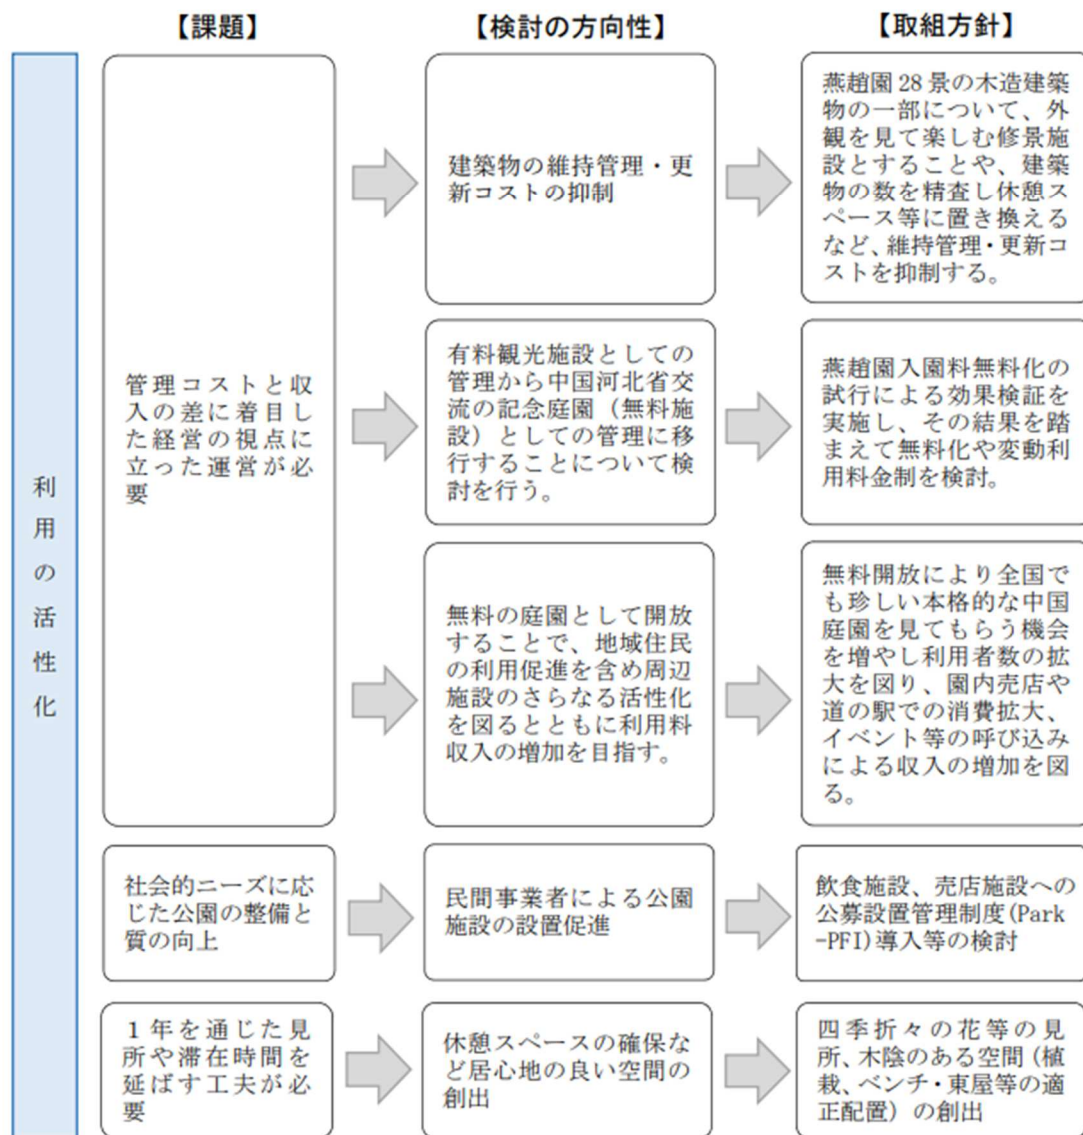 【課題】
【検討の方向性】
【取組方針】
利用の活性化
管理コストと収
入の差に着目し
た経営の視点に
立った運営が必
要
建築物の維持管理・更
新コストの抑制
燕趙園 28 景の木造建築
物の一部について、外
観を見て楽しむ修景施
設とすることや、建築
物の数を精査し休憩ス
ペース等に置き換える
など、維持管理・更新コ
ストを抑制する。
有料観光施設としての
管理から中国河北省交
流の記念庭園（無料施
設）としての管理に移
行することについて検
討を行う。
燕趙園入園料無料化の
試行による効果検証を
実施し、その結果を踏
まえて無料化や変動利
用料金制を検討。
無料の庭園として開放
することで、地域住民
の利用促進を含め周辺
施設のさらなる活性化
を図るとともに利用料
収入の増加を目指す。
無料開放により全国で
も珍しい本格的な中国
庭園を見てもらう機会
を増やし利用者数の拡
大を図り、園内売店や
道の駅での消費拡大、
イベント等の呼び込み
による収入の増加を図
る。
社会的ニーズに応
じた公園の整備と
質の向上
民間事業者による公園
施設の設置促進
飲食施設、売店施設への
公募設置管理制度(Park
-PFI)導入等の検討
1 年を通じた見
所や滞在時間を
延ばす工夫が必
要
休憩スペースの確保な
ど居心地の良い空間の
創出
四季折々の花等の見
所、木陰のある空間（植
栽、ベンチ・東屋等の適
正配置）の創出